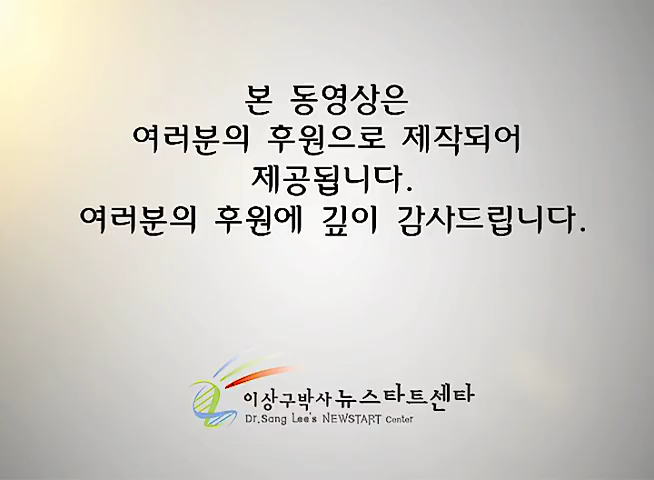 본 동영상은
여러분의 후원으로 제작되어
제공됩니다.
여러분의 후원에 깊이 감사드립니다.
이상구박사 뉴스타트센타
Dr.Sang Lee's NEWSTART Center